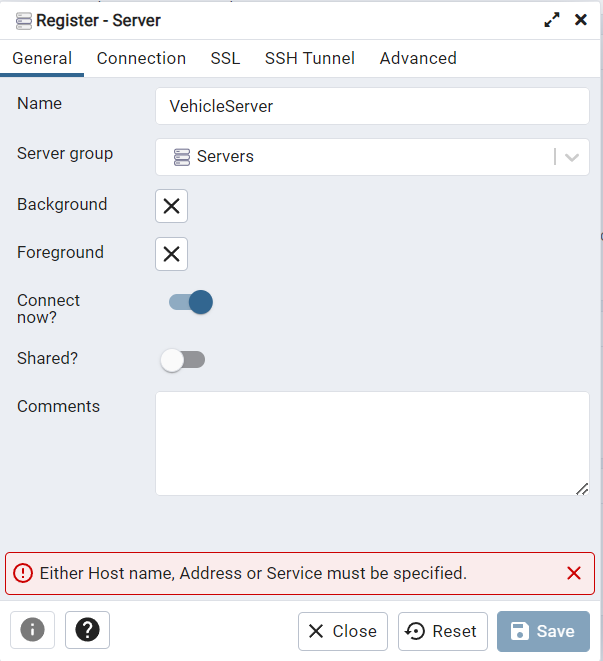 Register - Server
General Connection SSL SSH Tunnel Advanced
Name VehicleServer
Server group Servers
Background
Foreground
Connect
now?
Shared?
Comments
Either Host name, Address or Service must be specified.
Close Reset Save